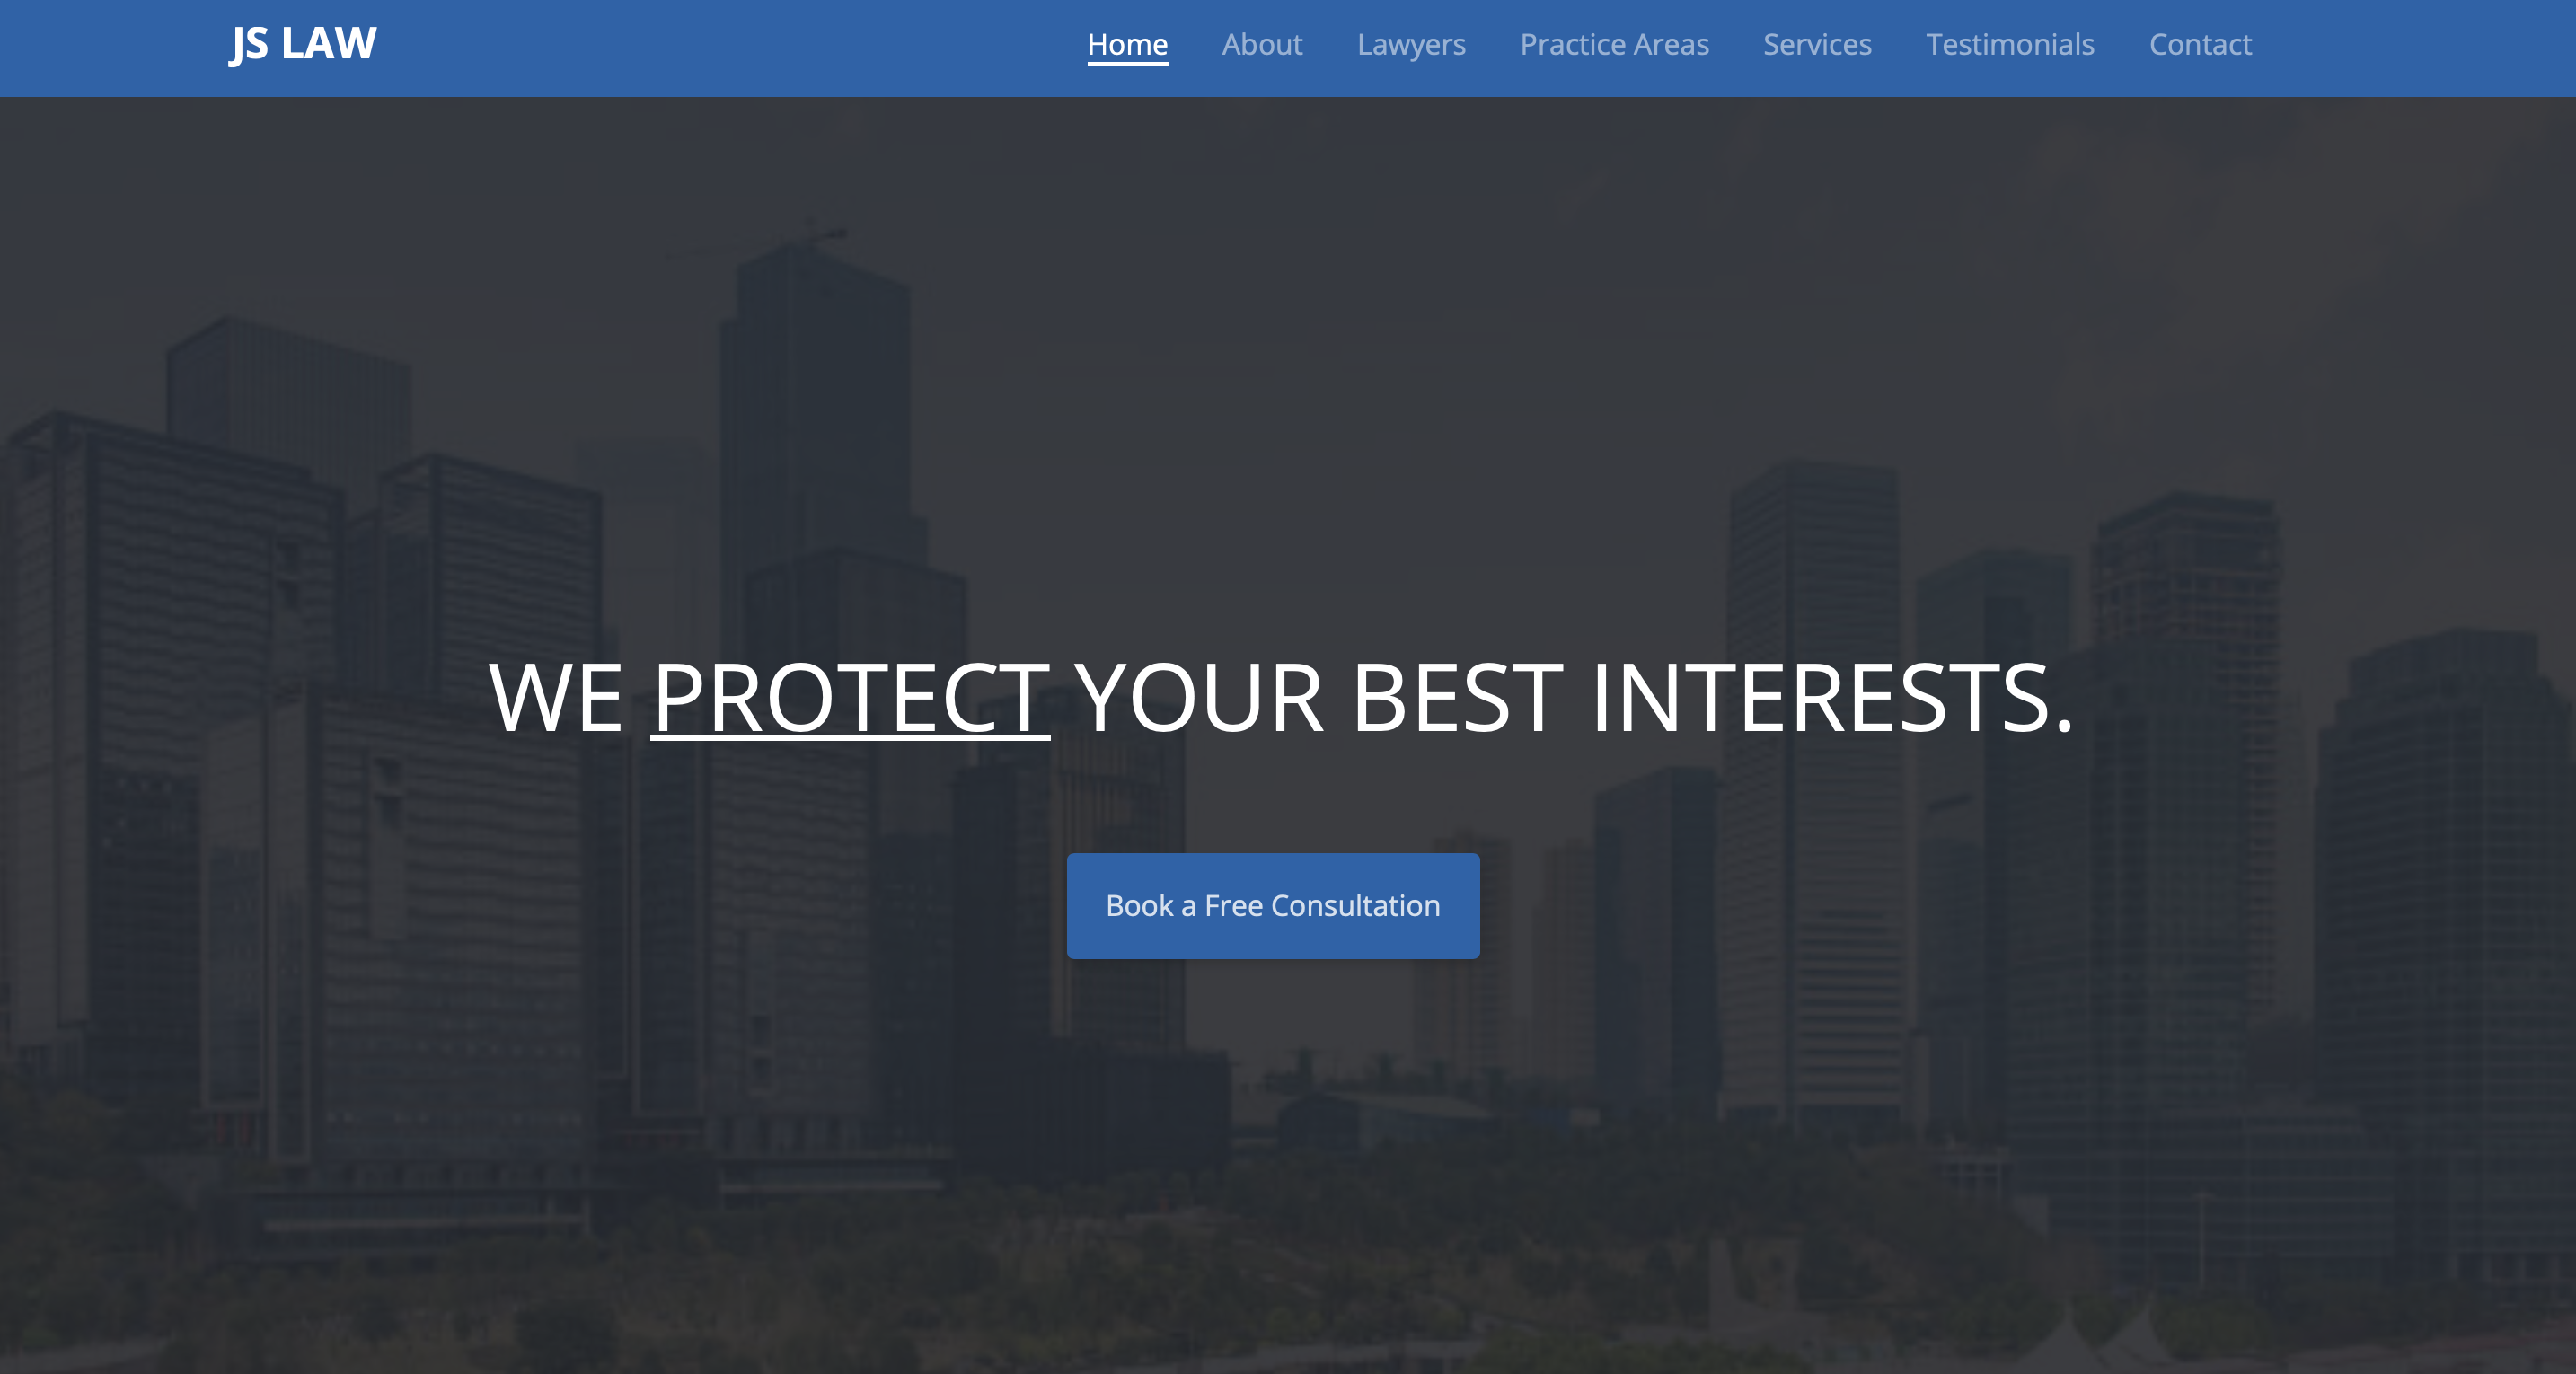 JS LAW
Home About Lawyers Practice Areas Services Testimonials Contact
WE PROTECT YOUR BEST INTERESTS.
Book a Free Consultation